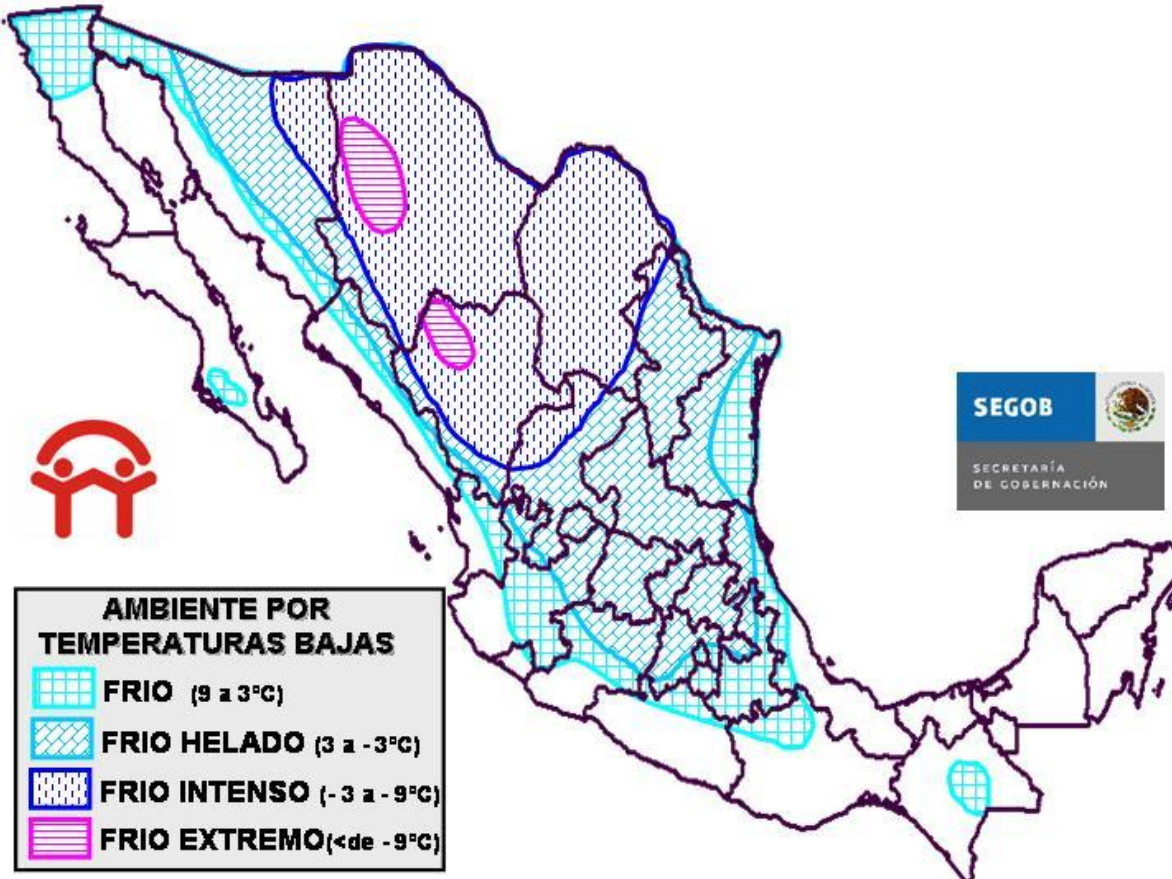 SEGOB
SECRETARÍA
DE GOBERNACIÓN
AMBIENTE POR
TEMPERATURAS BAJAS
FRIO (9 a 3°C)
FRIO HELADO (3 a -3°C)
FRIO INTENSO (-3 a -9°C)
FRIO EXTREMO(<de -9°C)